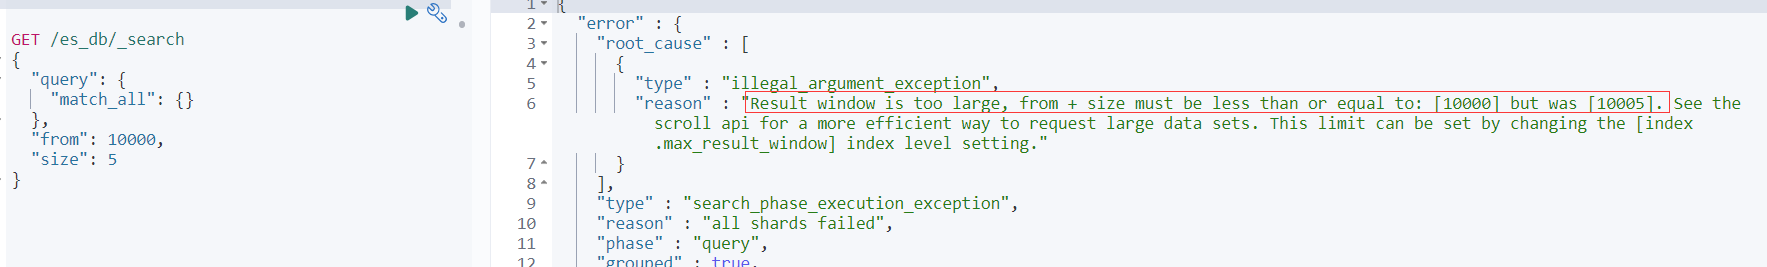 GET /es_db/_search
{
"query": {
"match_all": {}
},
"from": 10000,
"size": 5
}
1 {
2 "error" : {
3 "root_cause" : [
4 {
5 "type" : "illegal_argument_exception",
6 "reason" : "Result window is too large, from + size must be less than or equal to: [10000] but was [10005]. See the
scroll api for a more efficient way to request large data sets. This limit can be set by changing the [index
.max_result_window] index level setting."
7 }
8 ],
9 "type" : "search_phase_execution_exception",
10 "reason" : "all shards failed",
11 "phase" : "query",
12 "grouped" : true,